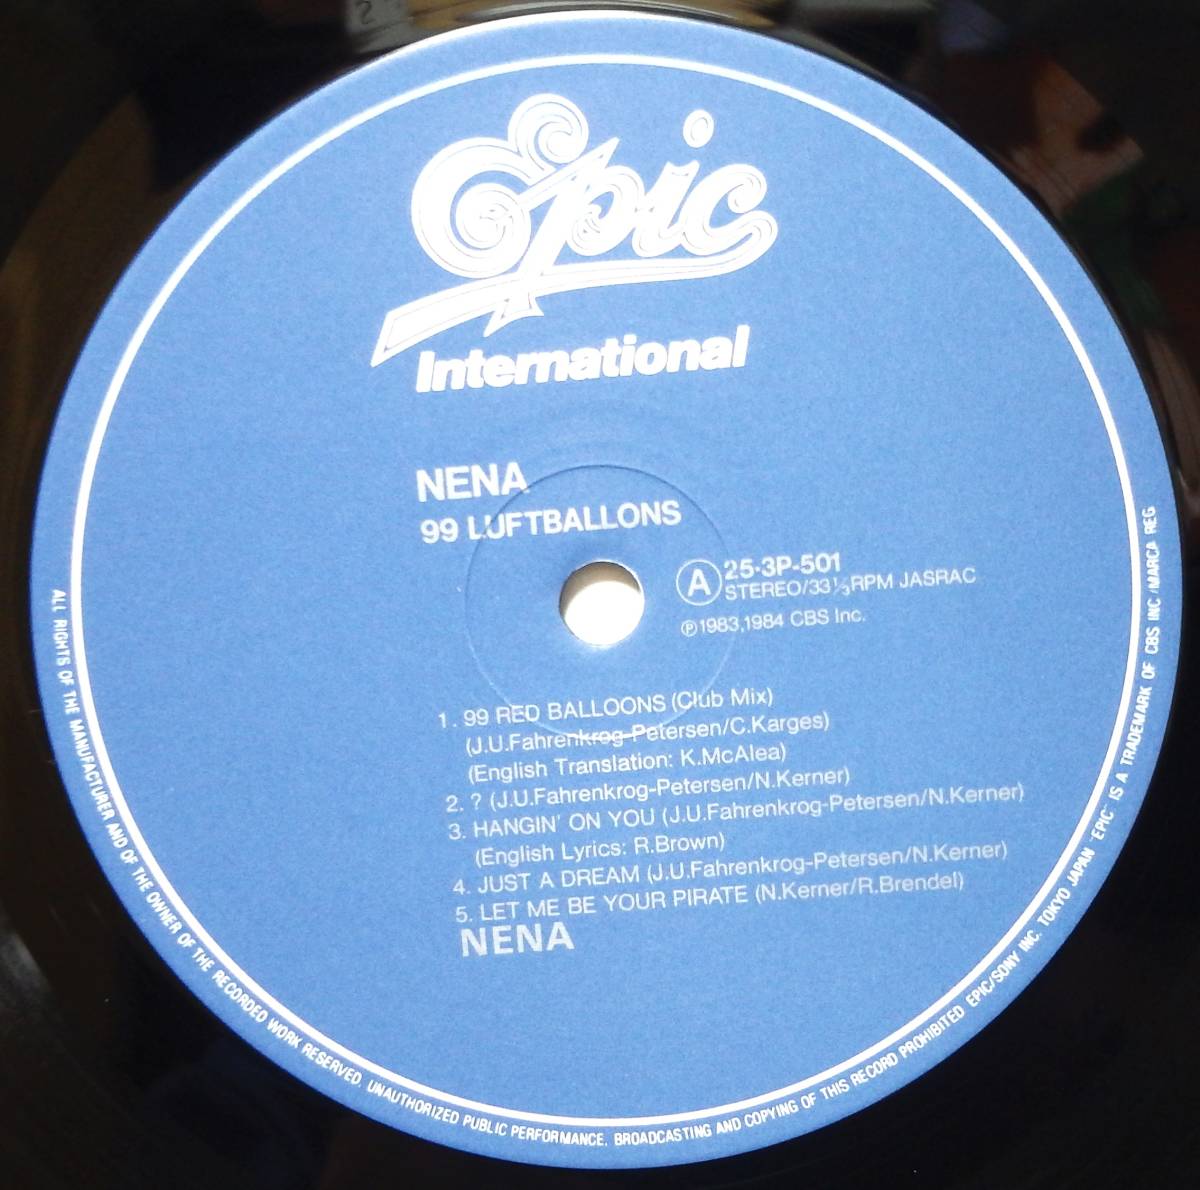 Epic
International
NENA
99 LUFTBALLONS
A 25·3P-501
STEREO/33⅓RPM JASRAC
Ⓟ1983,1984 CBS Inc.
1. 99 RED BALLOONS (Club Mix)
(J.U.Fahrenkrog-Petersen/C.Karges)
(English Translation: K.McAlea)
2. ? (J.U.Fahrenkrog-Petersen/N.Kerner)
3. HANGIN' ON YOU (J.U.Fahrenkrog-Petersen/N.Kerner)
(English Lyrics: R.Brown)
4. JUST A DREAM (J.U.Fahrenkrog-Petersen/N.Kerner)
5. LET ME BE YOUR PIRATE (N.Kerner/R.Brendel)
NENA
ALL RIGHTS OF THE MANUFACTURER AND OF THE OWNER OF THE RECORDED WORK RESERVED. UNAUTHORIZED PUBLIC PERFORMANCE, BROADCASTING AND COPYING OF THIS RECORD PROHIBITED EPIC/SONY INC. TOKYO JAPAN "EPIC" IS A TRADEMARK OF CBS INC./MARCA REG
2